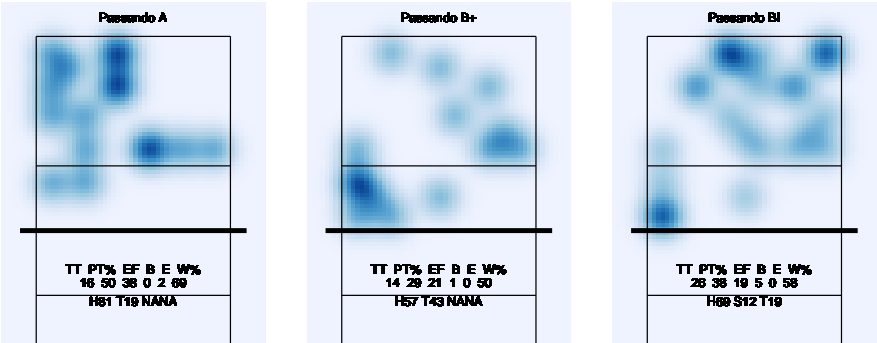 Passando A
TT PT% EF B E W%
16 50 38 0 2 69
H81 T19 NANA
Passando B+
TT PT% EF B E W%
14 29 21 1 0 50
H57 T43 NANA
Passando BI
TT PT% EF B E W%
26 38 19 5 0 58
H69 S12 T19